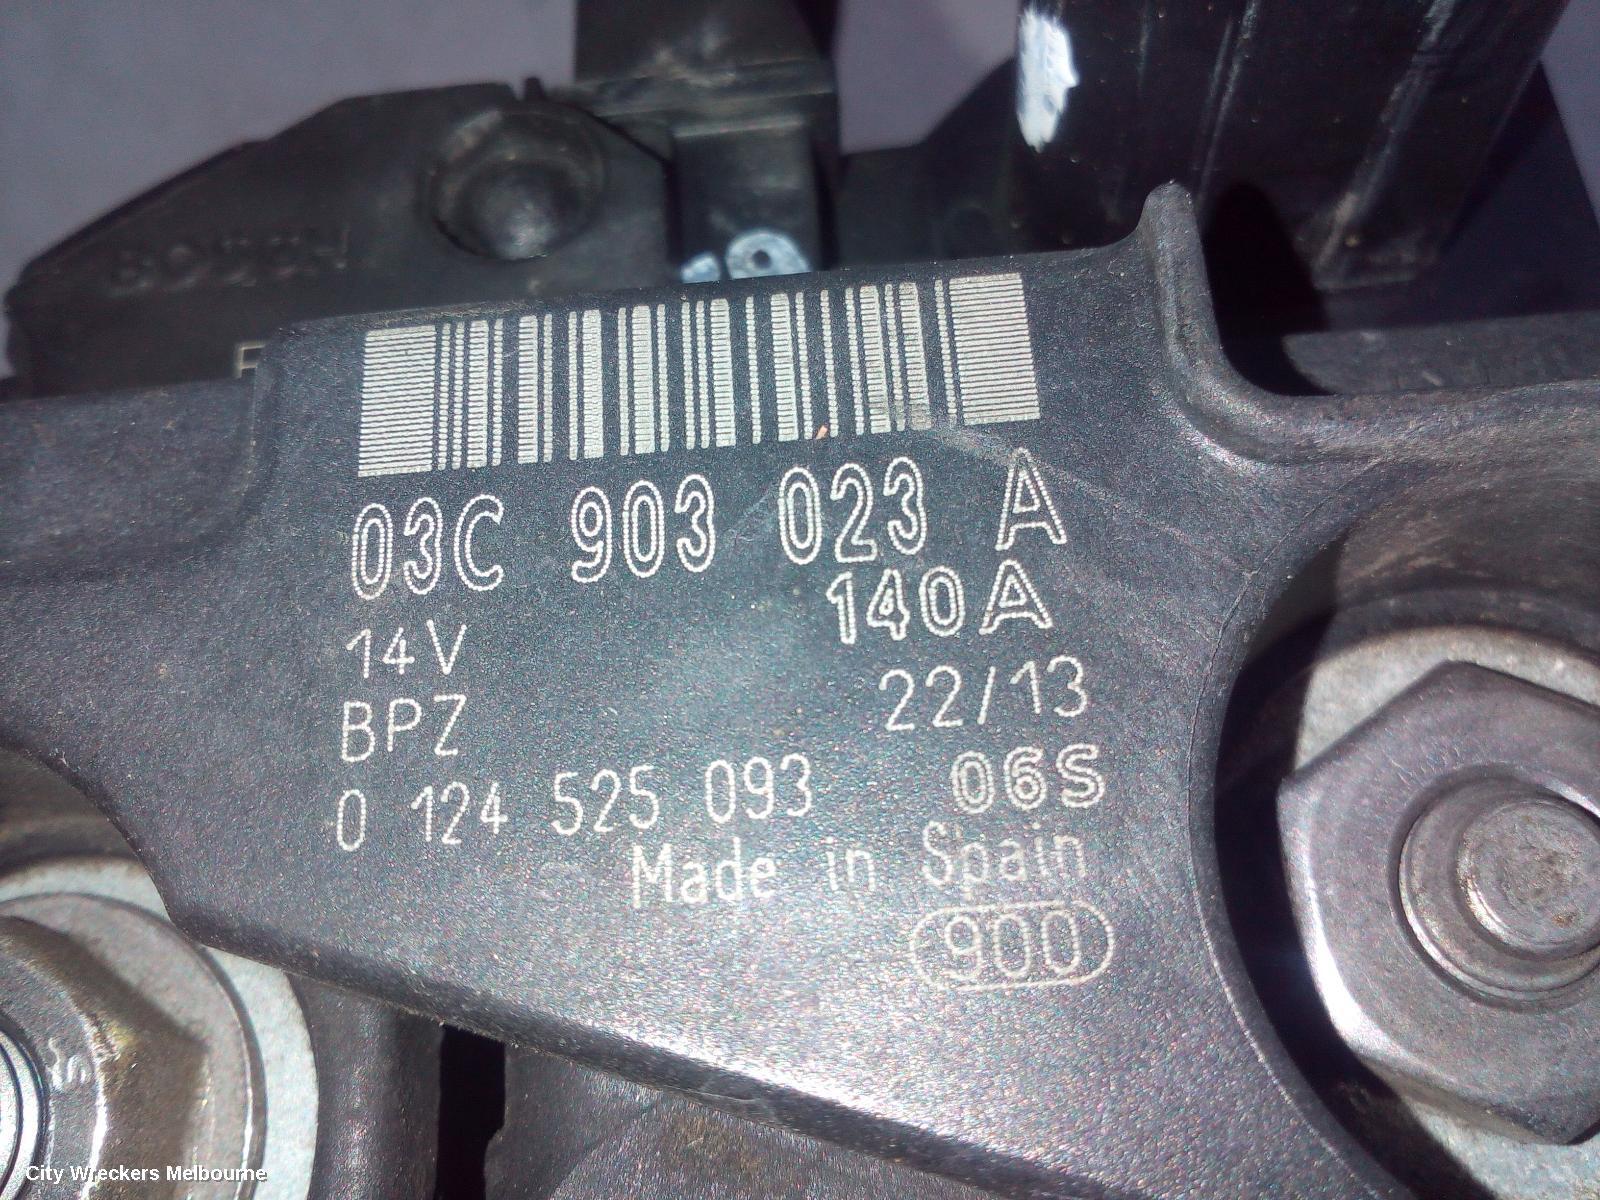 BOSCH
03C 903 023 A
140A
14V
22/13
BPZ
0 124 525 093
06S
Made in Spain
900
City Wreckers Melbourne